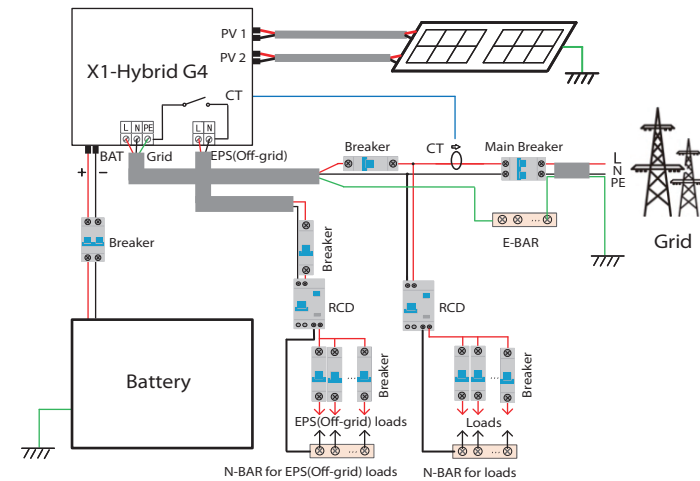 PV 1
PV 2
X1-Hybrid G4
CT
L N PE
L N
BAT
Grid
EPS(Off-grid)
+
−
Breaker
CT
Main Breaker
L
N
PE
Grid
E-BAR
Breaker
Breaker
RCD
RCD
Battery
Breaker
Breaker
EPS(Off-grid) loads
Loads
N-BAR for EPS(Off-grid) loads
N-BAR for loads